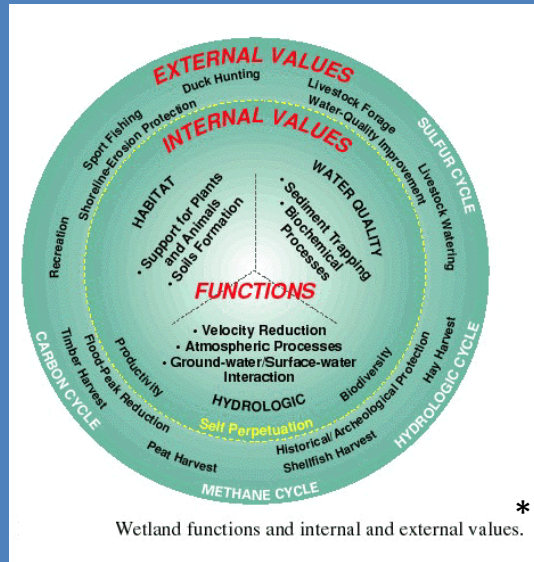 EXTERNAL VALUES
Duck Hunting
Sport Fishing
Livestock Forage
Shoreline-Erosion Protection
Water-Quality Improvement
SULFUR CYCLE
INTERNAL VALUES
HABITAT
• Support for Plants
and Animals
• Soils Formation
WATER QUALITY
• Sediment Trapping
• Biochemical
Processes
Livestock Watering
Recreation
FUNCTIONS
• Velocity Reduction
• Atmospheric Processes
• Ground-water/Surface-water
Interaction
HYDROLOGIC
Productivity
Biodiversity
Self Perpetuation
Flood-Peak Reduction
Timber Harvest
CARBON CYCLE
Historical/Archeological Protection
Hay Harvest
HYDROLOGIC CYCLE
Peat Harvest
Shellfish Harvest
METHANE CYCLE
*
Wetland functions and internal and external values.